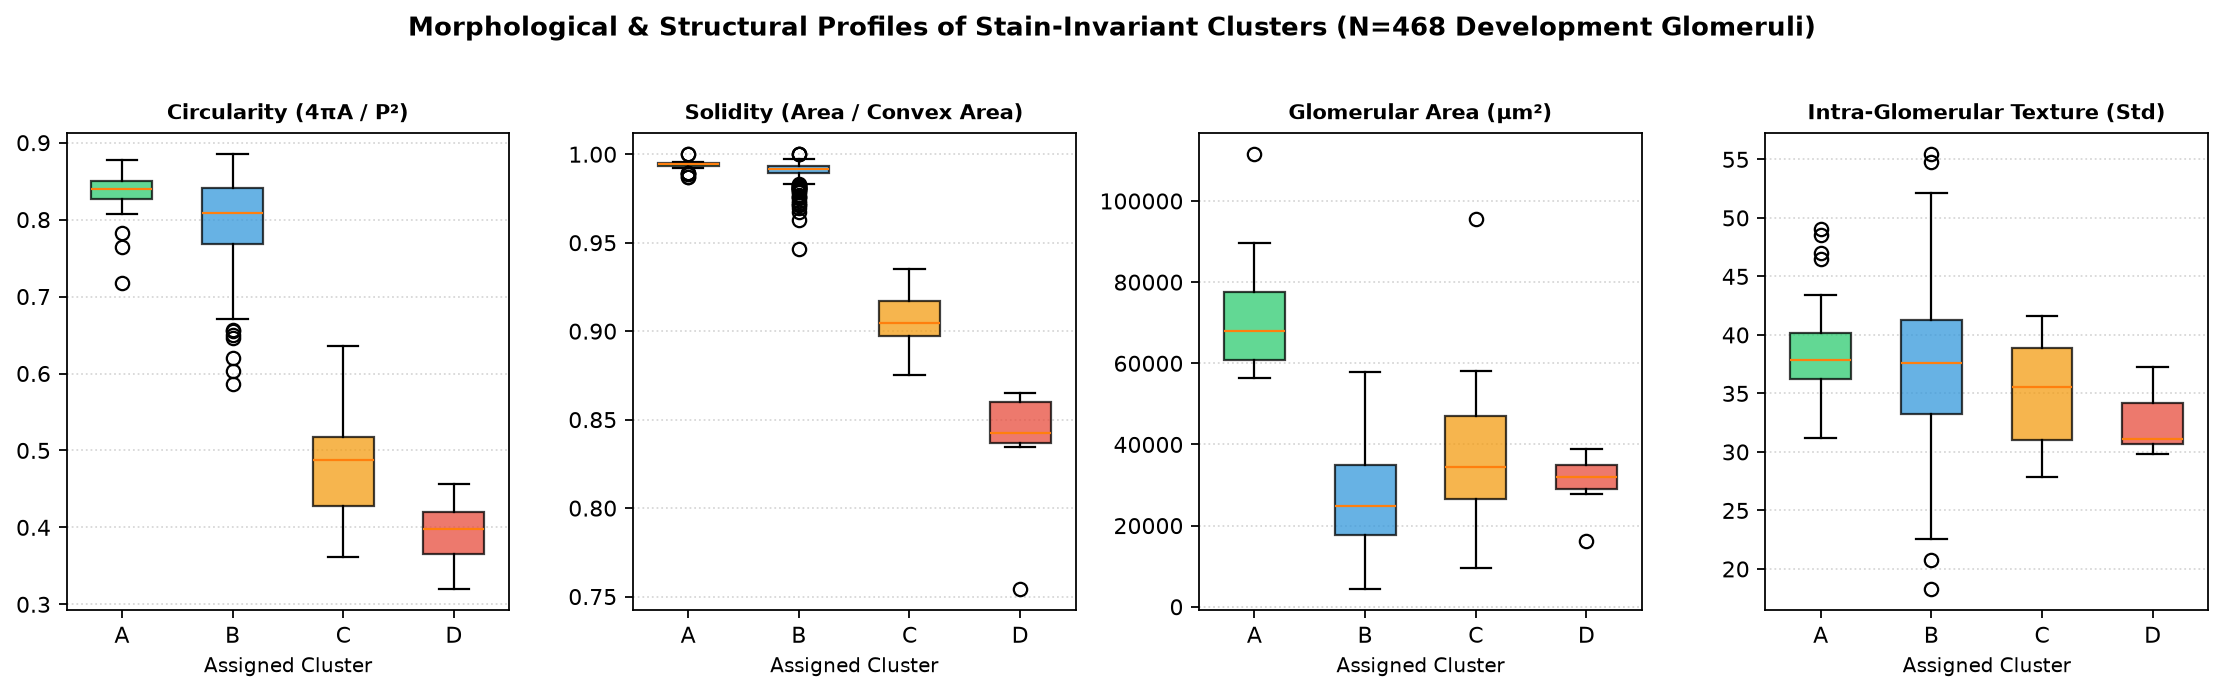 Morphological & Structural Profiles of Stain-Invariant Clusters (N=468 Development Glomeruli)
Circularity (4πA / P²)
0.9
0.8
0.7
0.6
0.5
0.4
0.3
A B C D
Assigned Cluster
Solidity (Area / Convex Area)
1.00
0.95
0.90
0.85
0.80
0.75
A B C D
Assigned Cluster
Glomerular Area (µm²)
100000
80000
60000
40000
20000
0
A B C D
Assigned Cluster
Intra-Glomerular Texture (Std)
55
50
45
40
35
30
25
20
A B C D
Assigned Cluster